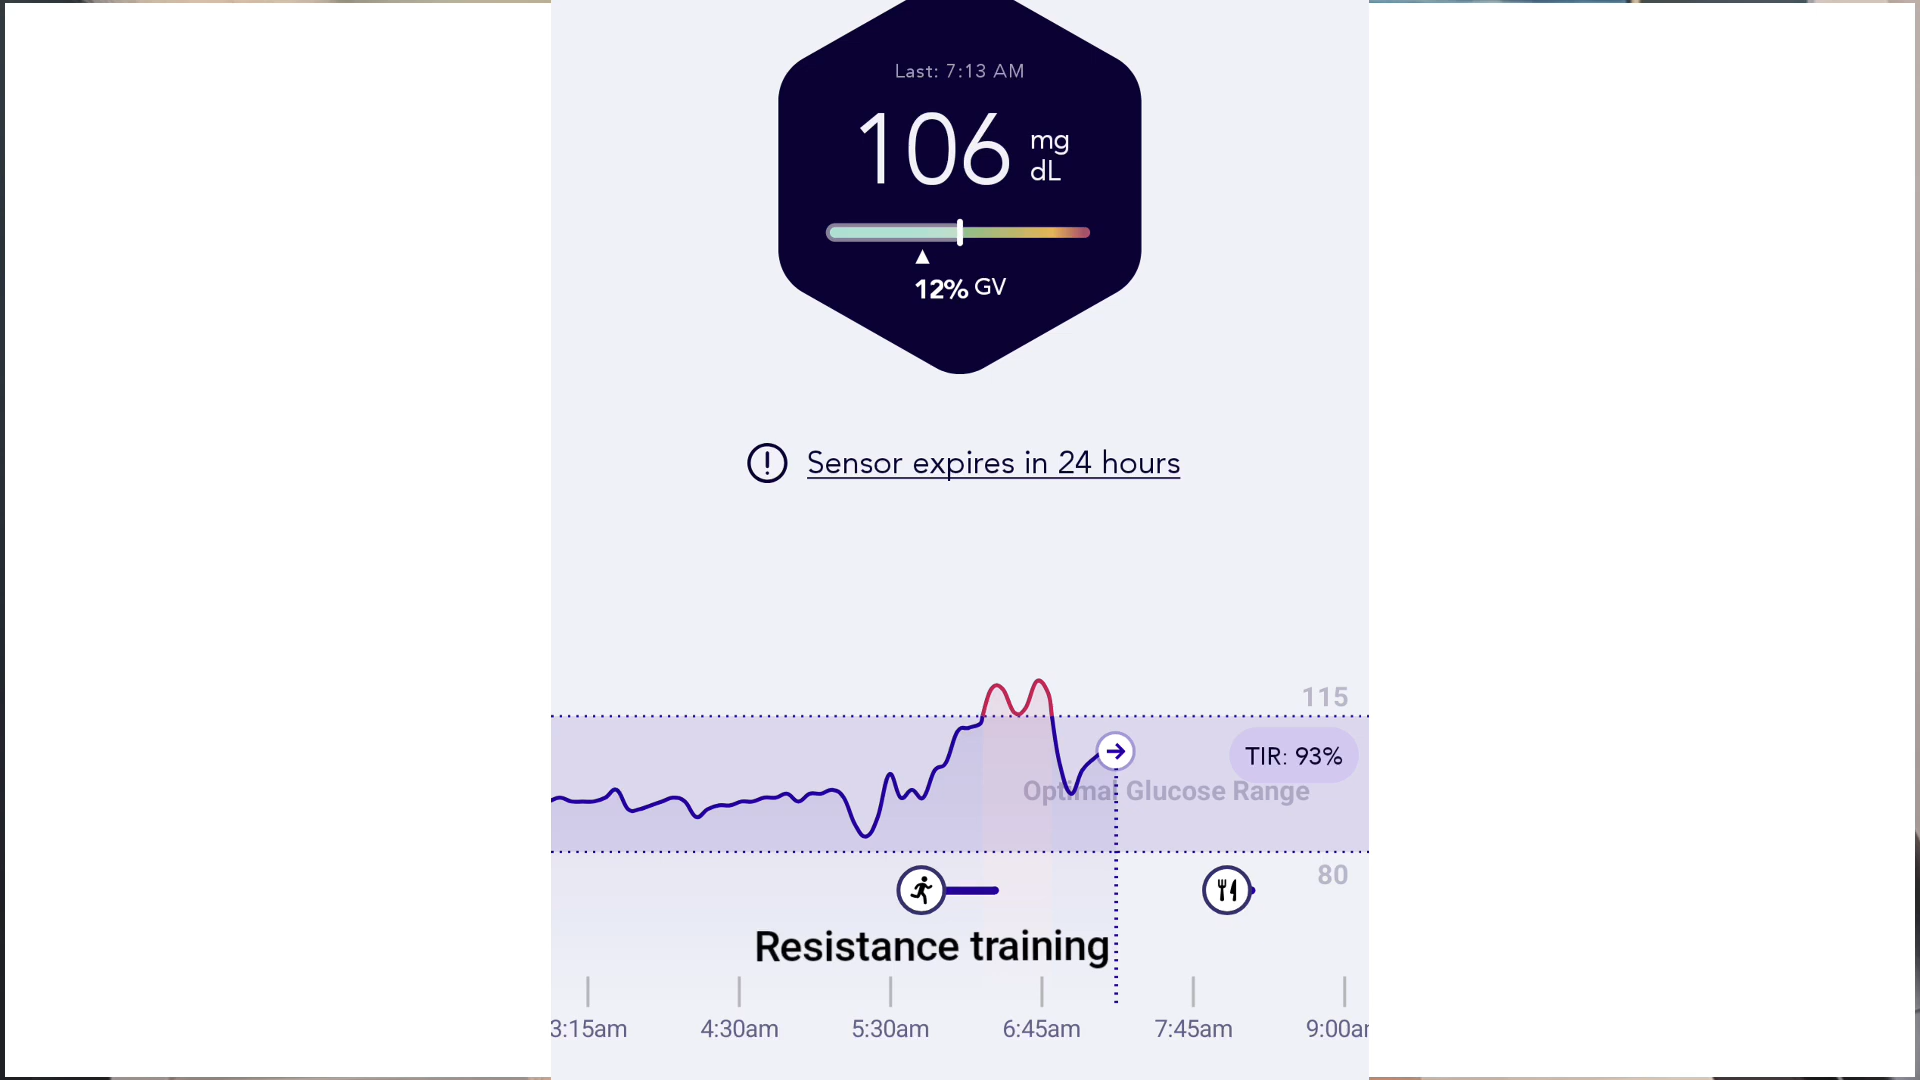 Last: 7:13 AM
106 mg
dL
12% GV
Sensor expires in 24 hours
115
TIR: 93%
Optimal Glucose Range
80
Resistance training
3:15am 4:30am 5:30am 6:45am 7:45am 9:00ar